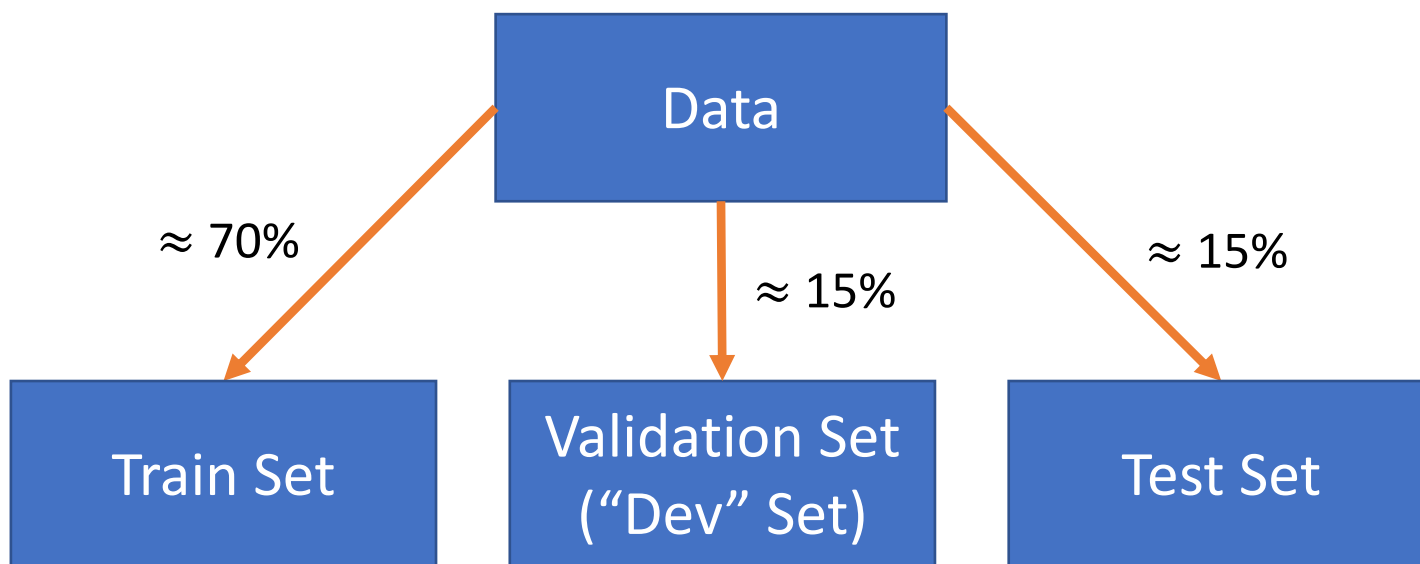 Data
≈ 70%
≈ 15%
≈ 15%
Train Set
Validation Set
(“Dev” Set)
Test Set